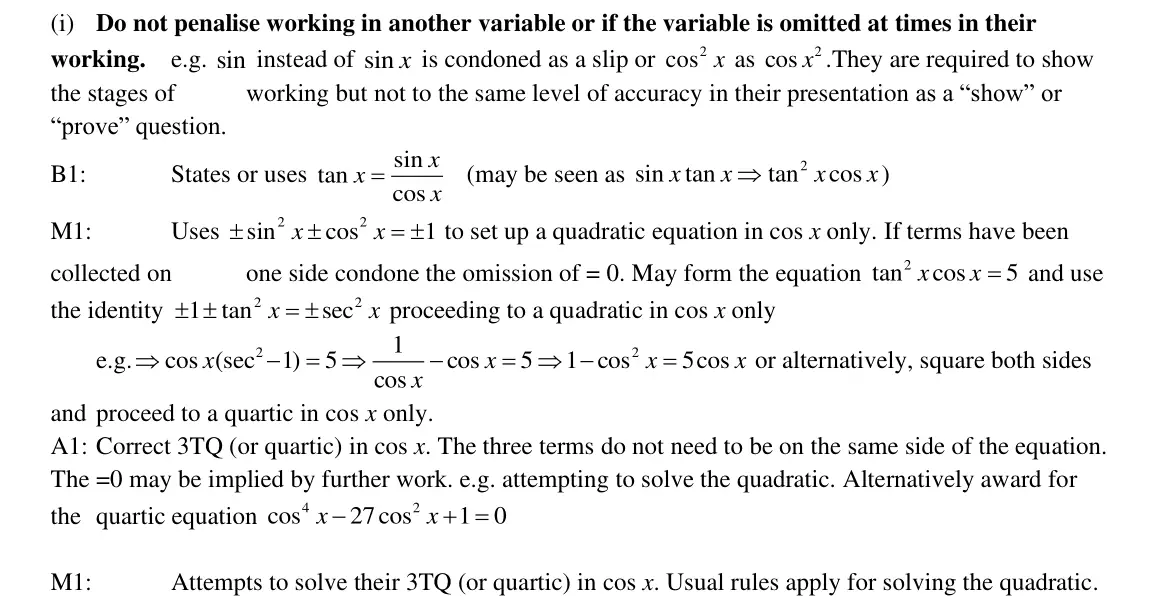 (i) Do not penalise working in another variable or if the variable is omitted at times in their
working. e.g. sin instead of sin x is condoned as a slip or cos² x as cos x².They are required to show
the stages of working but not to the same level of accuracy in their presentation as a “show” or
“prove” question.
B1: States or uses tan x = sin x / cos x (may be seen as sin x tan x ⇒ tan² x cos x)
M1: Uses ±sin² x ± cos² x = ±1 to set up a quadratic equation in cos x only. If terms have been
collected on one side condone the omission of = 0. May form the equation tan² x cos x = 5 and use
the identity ±1 ± tan² x = ±sec² x proceeding to a quadratic in cos x only
e.g. ⇒ cos x(sec² −1) = 5 ⇒ 1 / cos x − cos x = 5 ⇒ 1 − cos² x = 5cos x or alternatively, square both sides
and proceed to a quartic in cos x only.
A1: Correct 3TQ (or quartic) in cos x. The three terms do not need to be on the same side of the equation.
The =0 may be implied by further work. e.g. attempting to solve the quadratic. Alternatively award for
the quartic equation cos⁴ x − 27 cos² x + 1 = 0
M1: Attempts to solve their 3TQ (or quartic) in cos x. Usual rules apply for solving the quadratic.